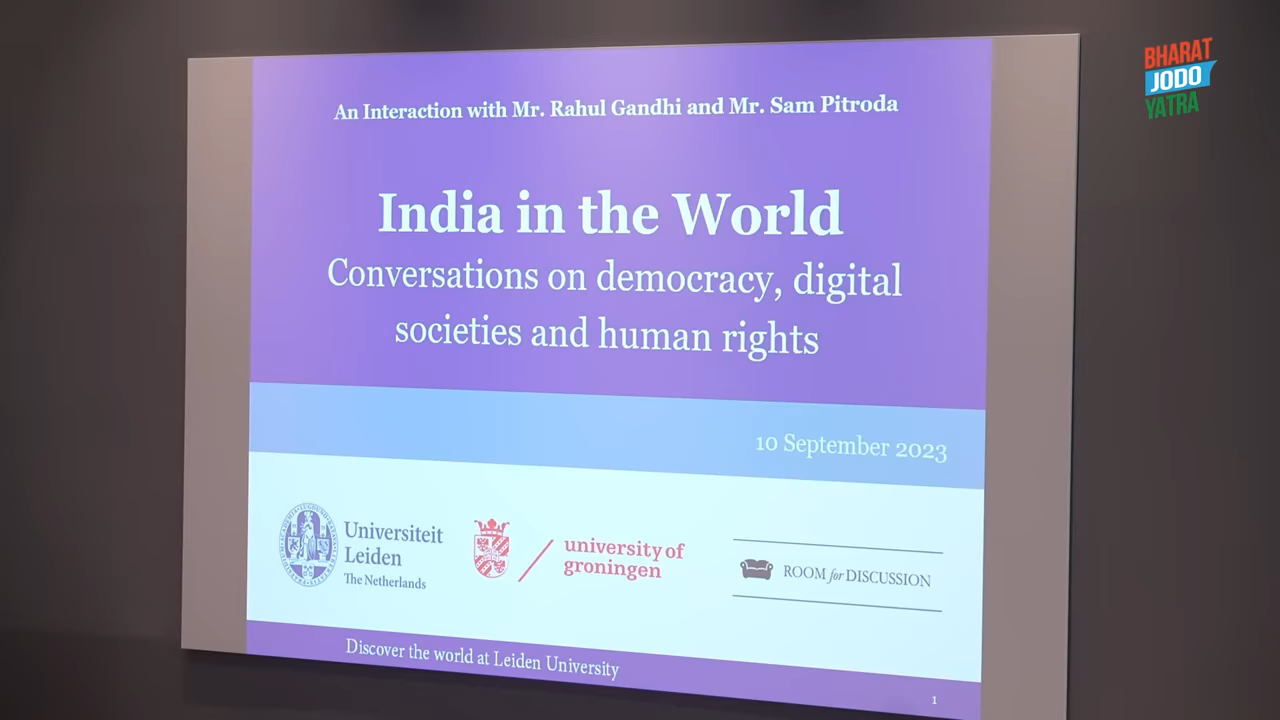 BHARAT
JODO
YATRA
An Interaction with Mr. Rahul Gandhi and Mr. Sam Pitroda
India in the World
Conversations on democracy, digital
societies and human rights
10 September 2023
Universiteit
Leiden
The Netherlands
university of
groningen
ROOM for DISCUSSION
Discover the world at Leiden University
1